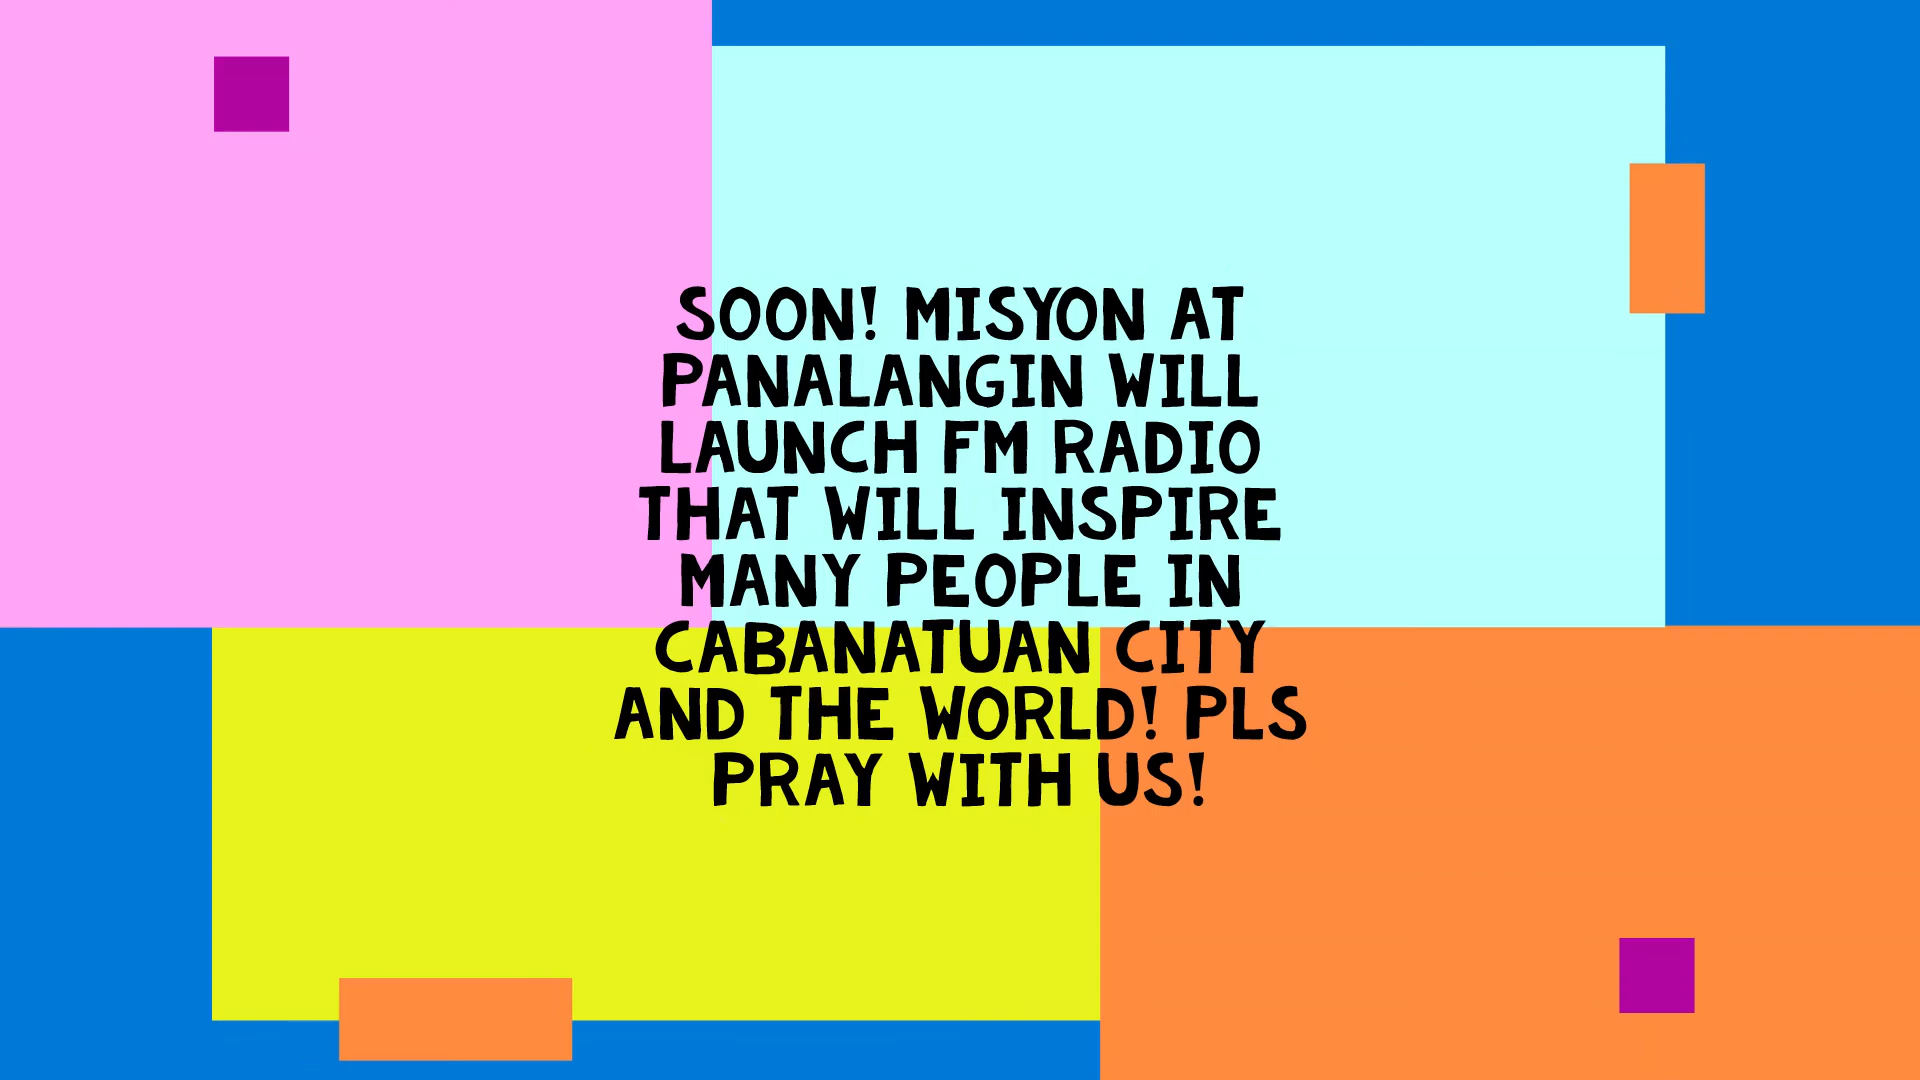 SOON! MISYON AT
PANALANGIN WILL
LAUNCH FM RADIO
THAT WILL INSPIRE
MANY PEOPLE IN
CABANATUAN CITY
AND THE WORLD! PLS
PRAY WITH US!